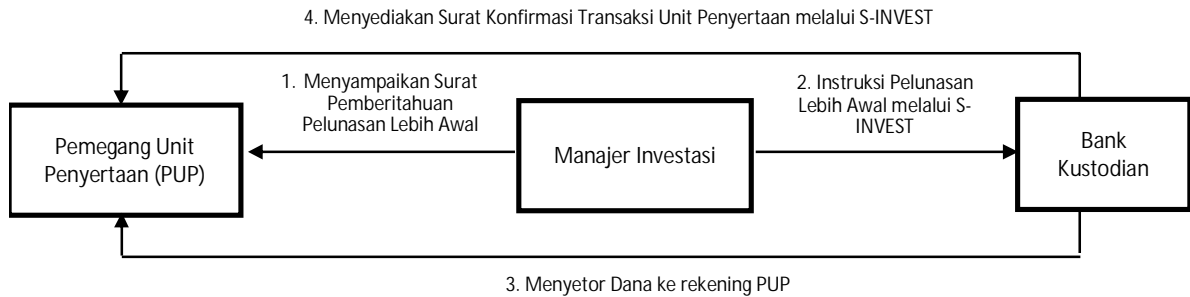 4. Menyediakan Surat Konfirmasi Transaksi Unit Penyertaan melalui S-INVEST
1. Menyampaikan Surat
Pemberitahuan
Pelunasan Lebih Awal
2. Instruksi Pelunasan
Lebih Awal melalui S-
INVEST
Pemegang Unit
Penyertaan (PUP)
Manajer Investasi
Bank
Kustodian
3. Menyetor Dana ke rekening PUP